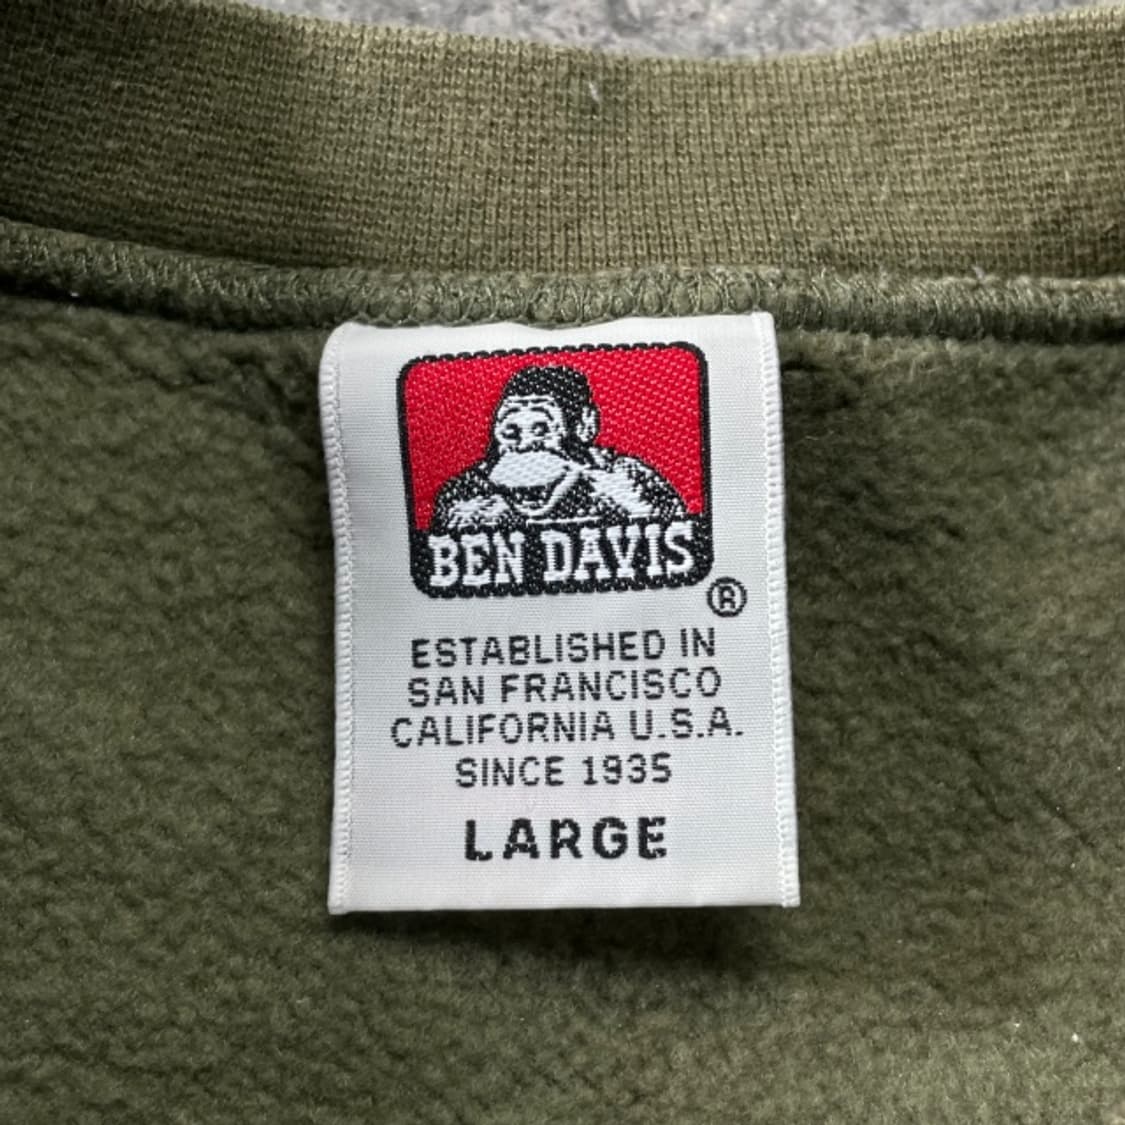 BEN DAVIS
®
ESTABLISHED IN
SAN FRANCISCO
CALIFORNIA U.S.A.
SINCE 1935
LARGE